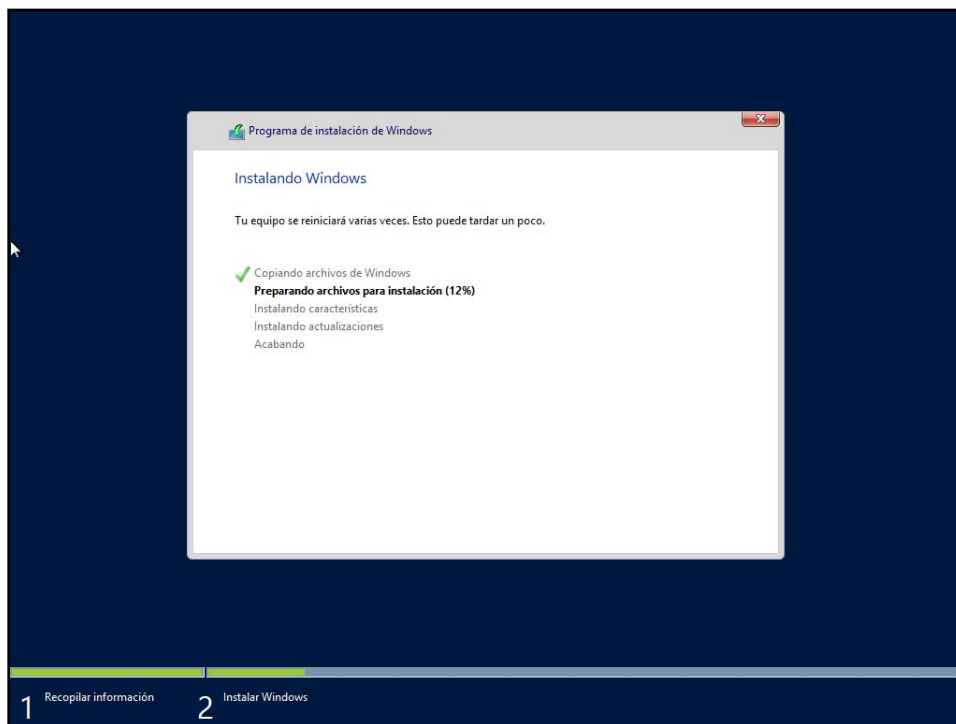 Programa de instalación de Windows
Instalando Windows
Tu equipo se reiniciará varias veces. Esto puede tardar un poco.
Copiando archivos de Windows
Preparando archivos para instalación (12%)
Instalando características
Instalando actualizaciones
Acabando
1 Recopilar información 2 Instalar Windows